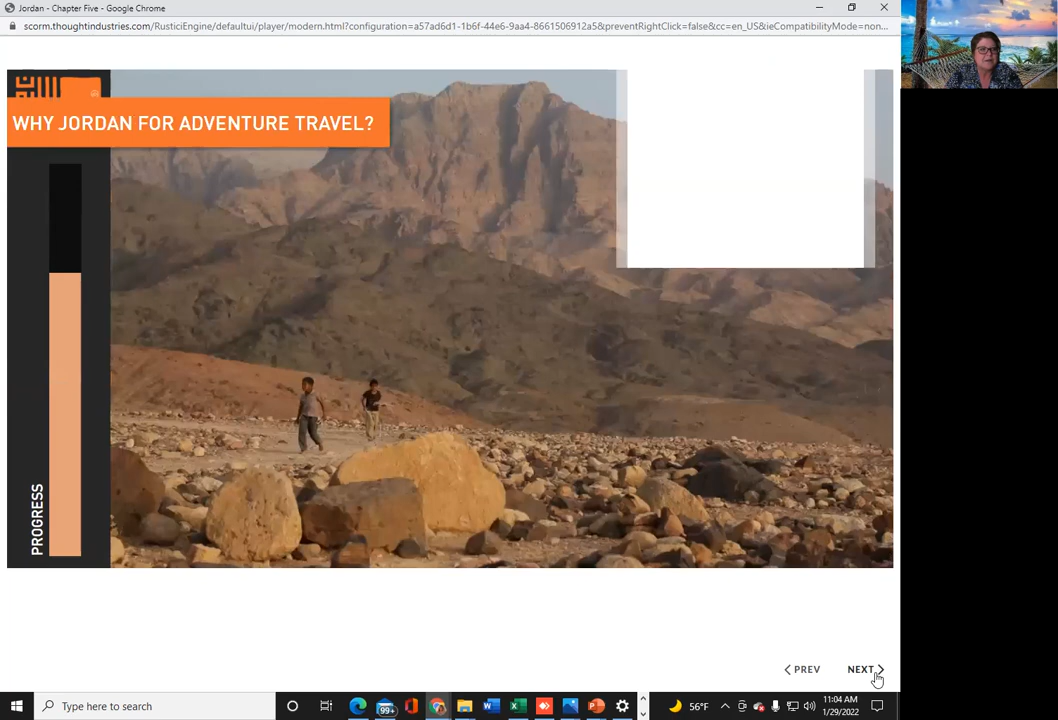 Jordan - Chapter Five - Google Chrome
scorm.thoughtindustries.com/RusticiEngine/defaultui/player/modern.html?configuration=a57ad6d1-1b6f-44e6-9aa4-8661506912a5&preventRightClick=false&cc=en_US&ieCompatibilityMode=non...
WHY JORDAN FOR ADVENTURE TRAVEL?
PROGRESS
PREV
NEXT
Type here to search
99+
56°F
11:04 AM
1/29/2022